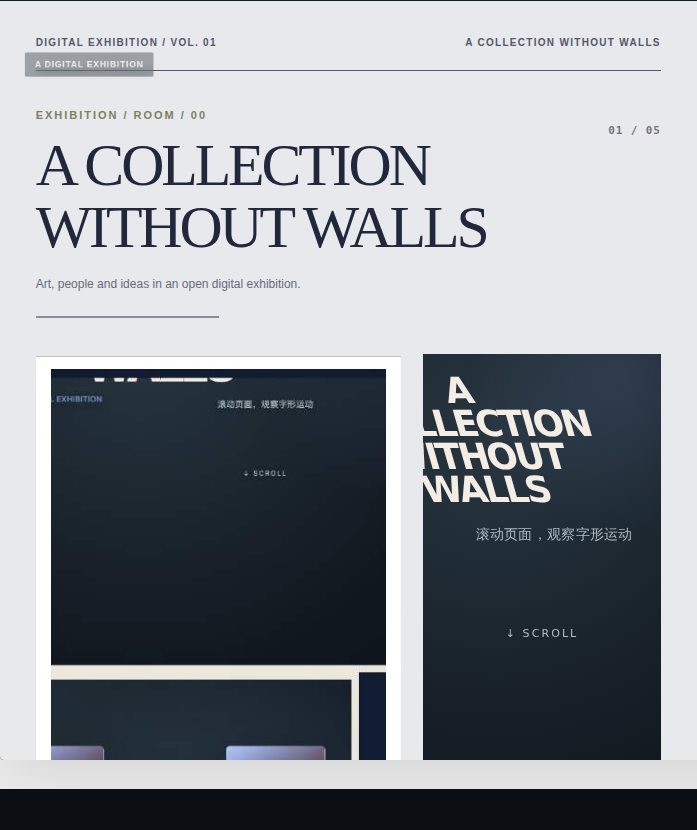 DIGITAL EXHIBITION / VOL. 01
A COLLECTION WITHOUT WALLS
A DIGITAL EXHIBITION
EXHIBITION / ROOM / 00
01 / 05
A COLLECTION
WITHOUT WALLS
Art, people and ideas in an open digital exhibition.
WALLS
EXHIBITION
滚动页面，观察字形运动
↓ SCROLL
A
LLECTION
ITHOUT
WALLS
滚动页面，观察字形运动
↓ SCROLL